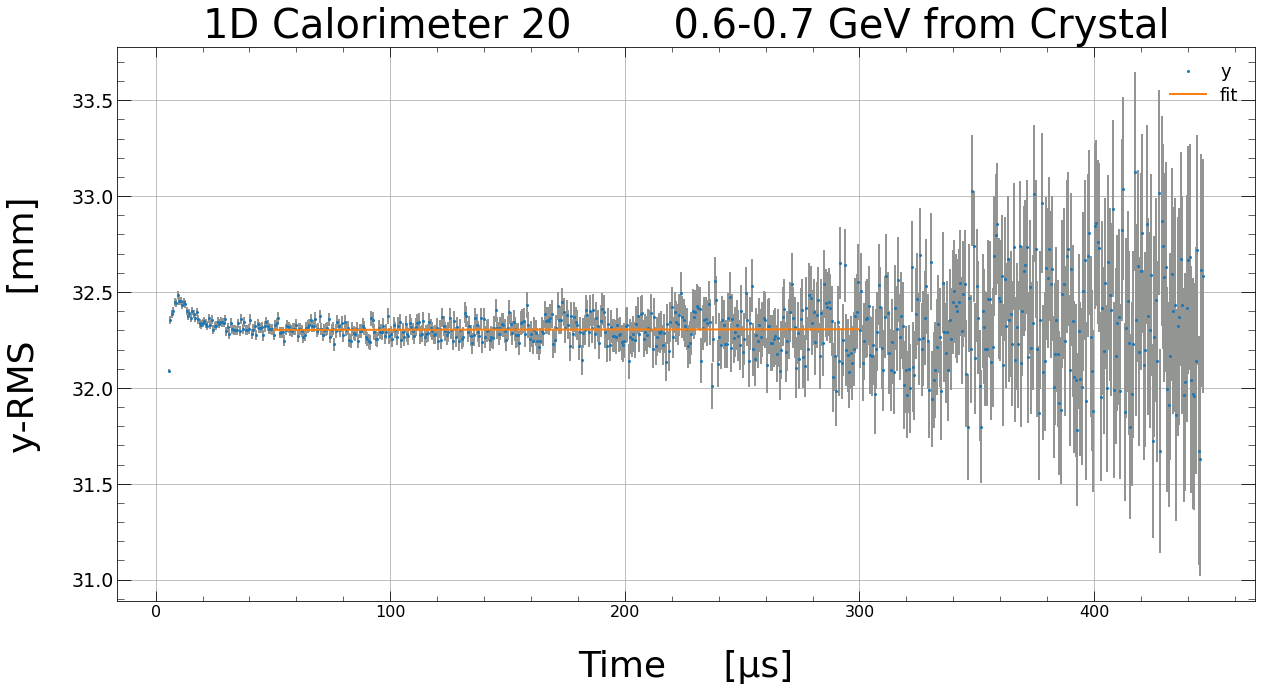 1D Calorimeter 20 0.6-0.7 GeV from Crystal
y
fit
33.5
33.0
32.5
32.0
31.5
31.0
y-RMS [mm]
0 100 200 300 400
Time [μs]